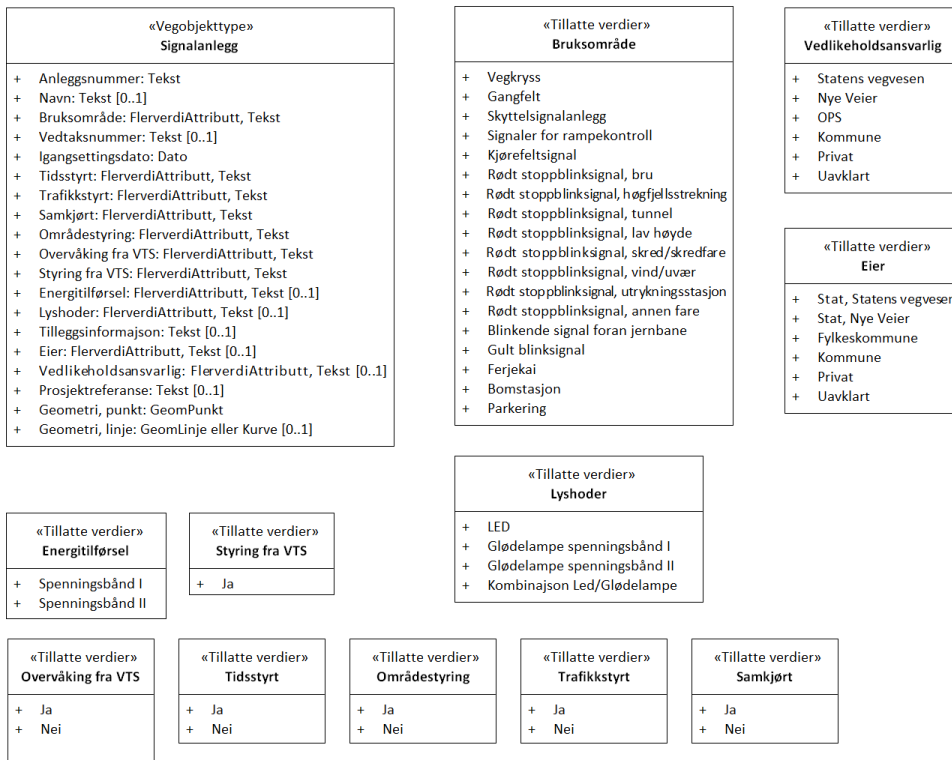 «Vegobjekttype»
Signalanlegg
+ Anleggsnummer: Tekst
+ Navn: Tekst [0..1]
+ Bruksområde: FlerverdiAttributt, Tekst
+ Vedtaksnummer: Tekst [0..1]
+ Igangsettingsdato: Dato
+ Tidsstyrt: FlerverdiAttributt, Tekst
+ Trafikkstyrt: FlerverdiAttributt, Tekst
+ Samkjørt: FlerverdiAttributt, Tekst
+ Områdestyring: FlerverdiAttributt, Tekst
+ Overvåking fra VTS: FlerverdiAttributt, Tekst
+ Styring fra VTS: FlerverdiAttributt, Tekst
+ Energitilførsel: FlerverdiAttributt, Tekst [0..1]
+ Lyshoder: FlerverdiAttributt, Tekst [0..1]
+ Tilleggsinformajson: Tekst [0..1]
+ Eier: FlerverdiAttributt, Tekst [0..1]
+ Vedlikeholdsansvarlig: FlerverdiAttributt, Tekst [0..1]
+ Prosjektreferanse: Tekst [0..1]
+ Geometri, punkt: GeomPunkt
+ Geometri, linje: GeomLinje eller Kurve [0..1]
«Tillatte verdier»
Bruksområde
+ Vegkryss
+ Gangfelt
+ Skyttelsignalanlegg
+ Signaler for rampekontroll
+ Kjørefeltsignal
+ Rødt stoppblinksignal, bru
+ Rødt stoppblinksignal, høgfjellsstrekning
+ Rødt stoppblinksignal, tunnel
+ Rødt stoppblinksignal, lav høyde
+ Rødt stoppblinksignal, skred/skredfare
+ Rødt stoppblinksignal, vind/uvær
+ Rødt stoppblinksignal, utrykningsstasjon
+ Rødt stoppblinksignal, annen fare
+ Blinkende signal foran jernbane
+ Gult blinksignal
+ Ferjekai
+ Bomstasjon
+ Parkering
«Tillatte verdier»
Vedlikeholdsansvarlig
+ Statens vegvesen
+ Nye Veier
+ OPS
+ Kommune
+ Privat
+ Uavklart
«Tillatte verdier»
Eier
+ Stat, Statens vegvesen
+ Stat, Nye Veier
+ Fylkeskommune
+ Kommune
+ Privat
+ Uavklart
«Tillatte verdier»
Lyshoder
+ LED
+ Glødelampe spenningsbånd I
+ Glødelampe spenningsbånd II
+ Kombinajson Led/Glødelampe
«Tillatte verdier»
Energitilførsel
+ Spenningsbånd I
+ Spenningsbånd II
«Tillatte verdier»
Styring fra VTS
+ Ja
«Tillatte verdier»
Overvåking fra VTS
+ Ja
+ Nei
«Tillatte verdier»
Tidsstyrt
+ Ja
+ Nei
«Tillatte verdier»
Områdestyring
+ Ja
+ Nei
«Tillatte verdier»
Trafikkstyrt
+ Ja
+ Nei
«Tillatte verdier»
Samkjørt
+ Ja
+ Nei